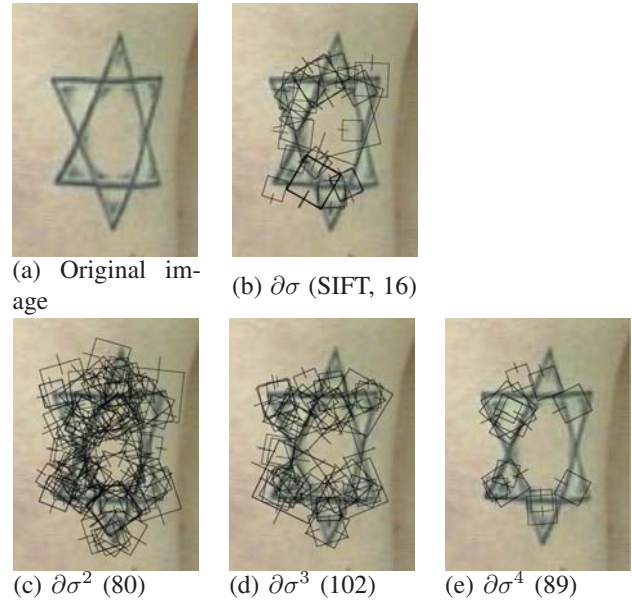 (a) Original im-
age
(b) ∂σ (SIFT, 16)
(c) ∂σ² (80)
(d) ∂σ³ (102)
(e) ∂σ⁴ (89)